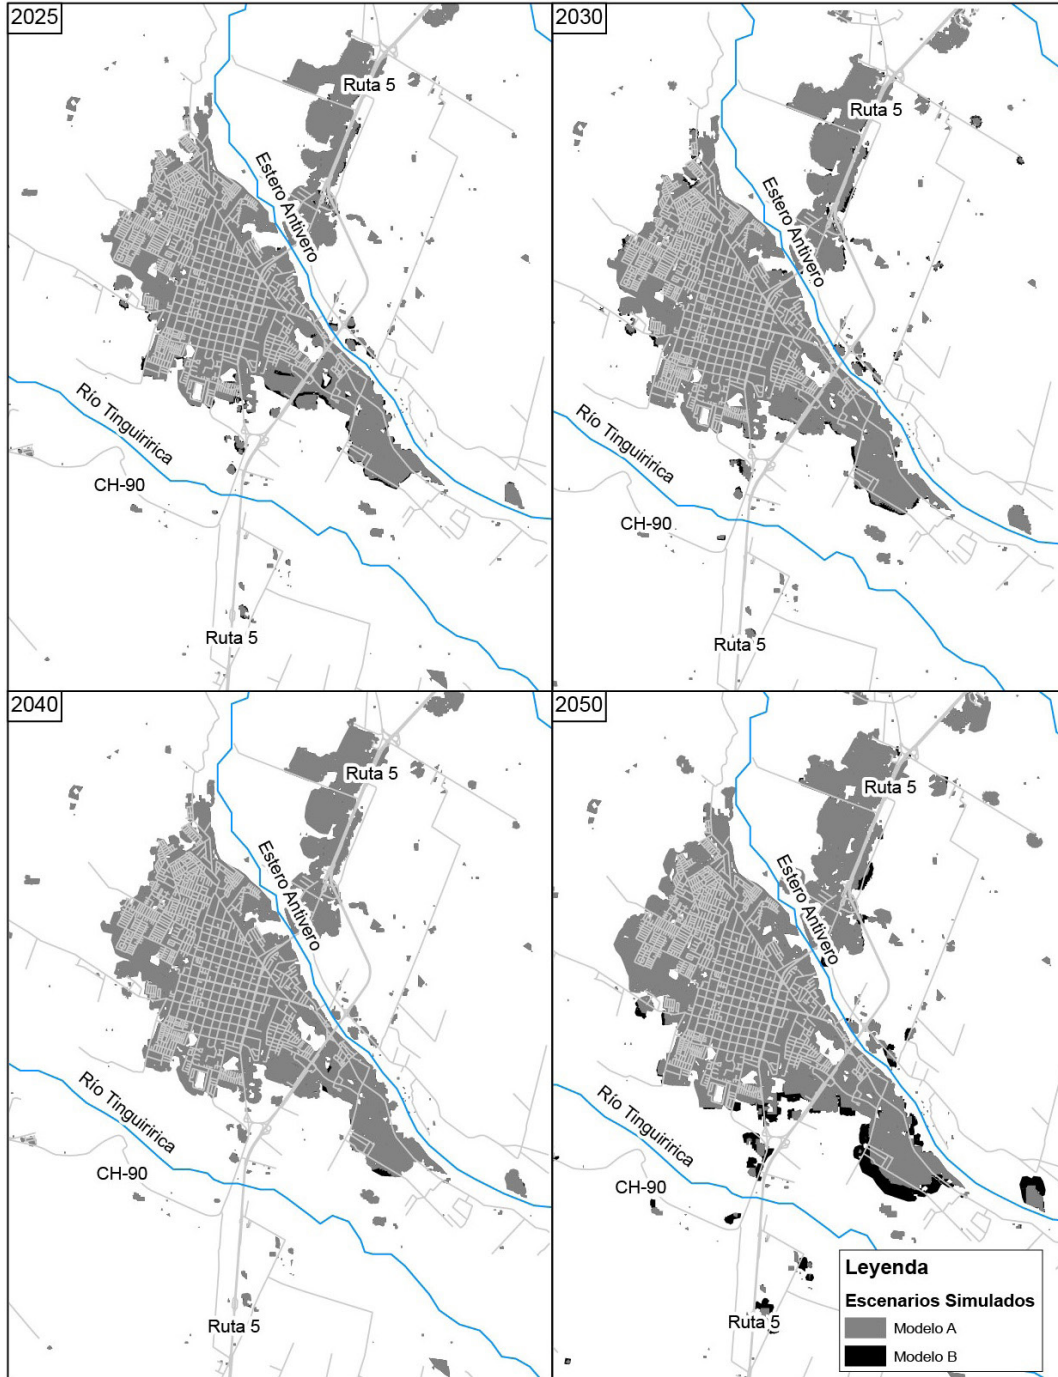 2025
Ruta 5
Estero Antivero
Río Tinguiririca
CH-90
Ruta 5
2030
Ruta 5
Estero Antivero
Río Tinguiririca
CH-90
Ruta 5
2040
Ruta 5
Estero Antivero
Río Tinguiririca
CH-90
Ruta 5
2050
Ruta 5
Estero Antivero
Río Tinguiririca
CH-90
Ruta 5
Leyenda
Escenarios Simulados
Modelo A
Modelo B